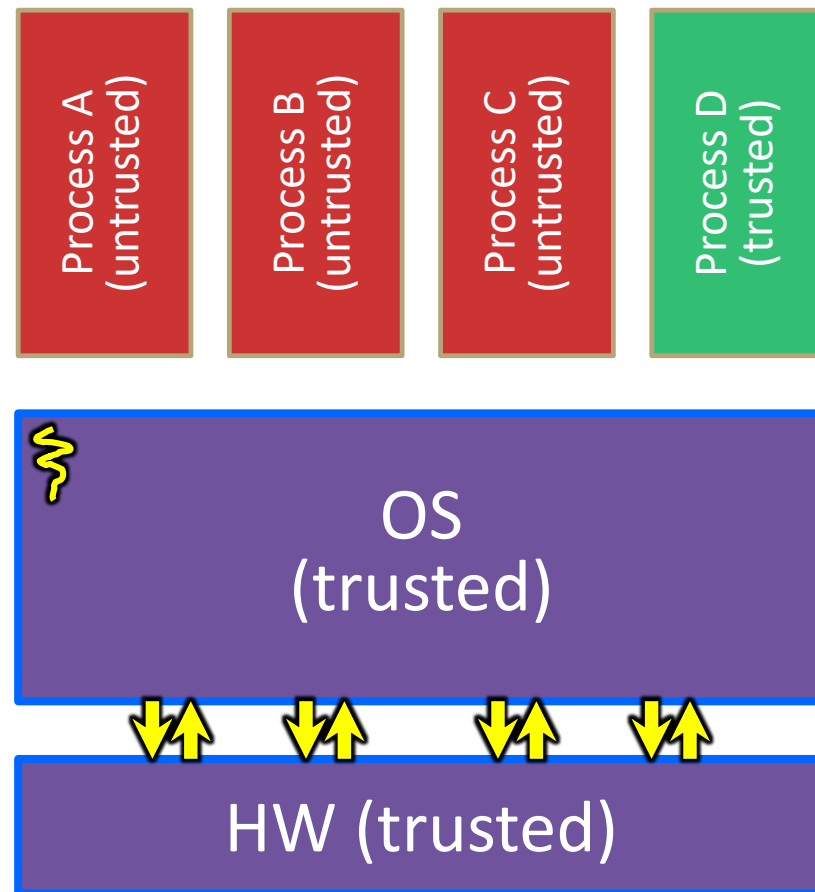 Process A
(untrusted)
Process B
(untrusted)
Process C
(untrusted)
Process D
(trusted)
OS
(trusted)
HW (trusted)